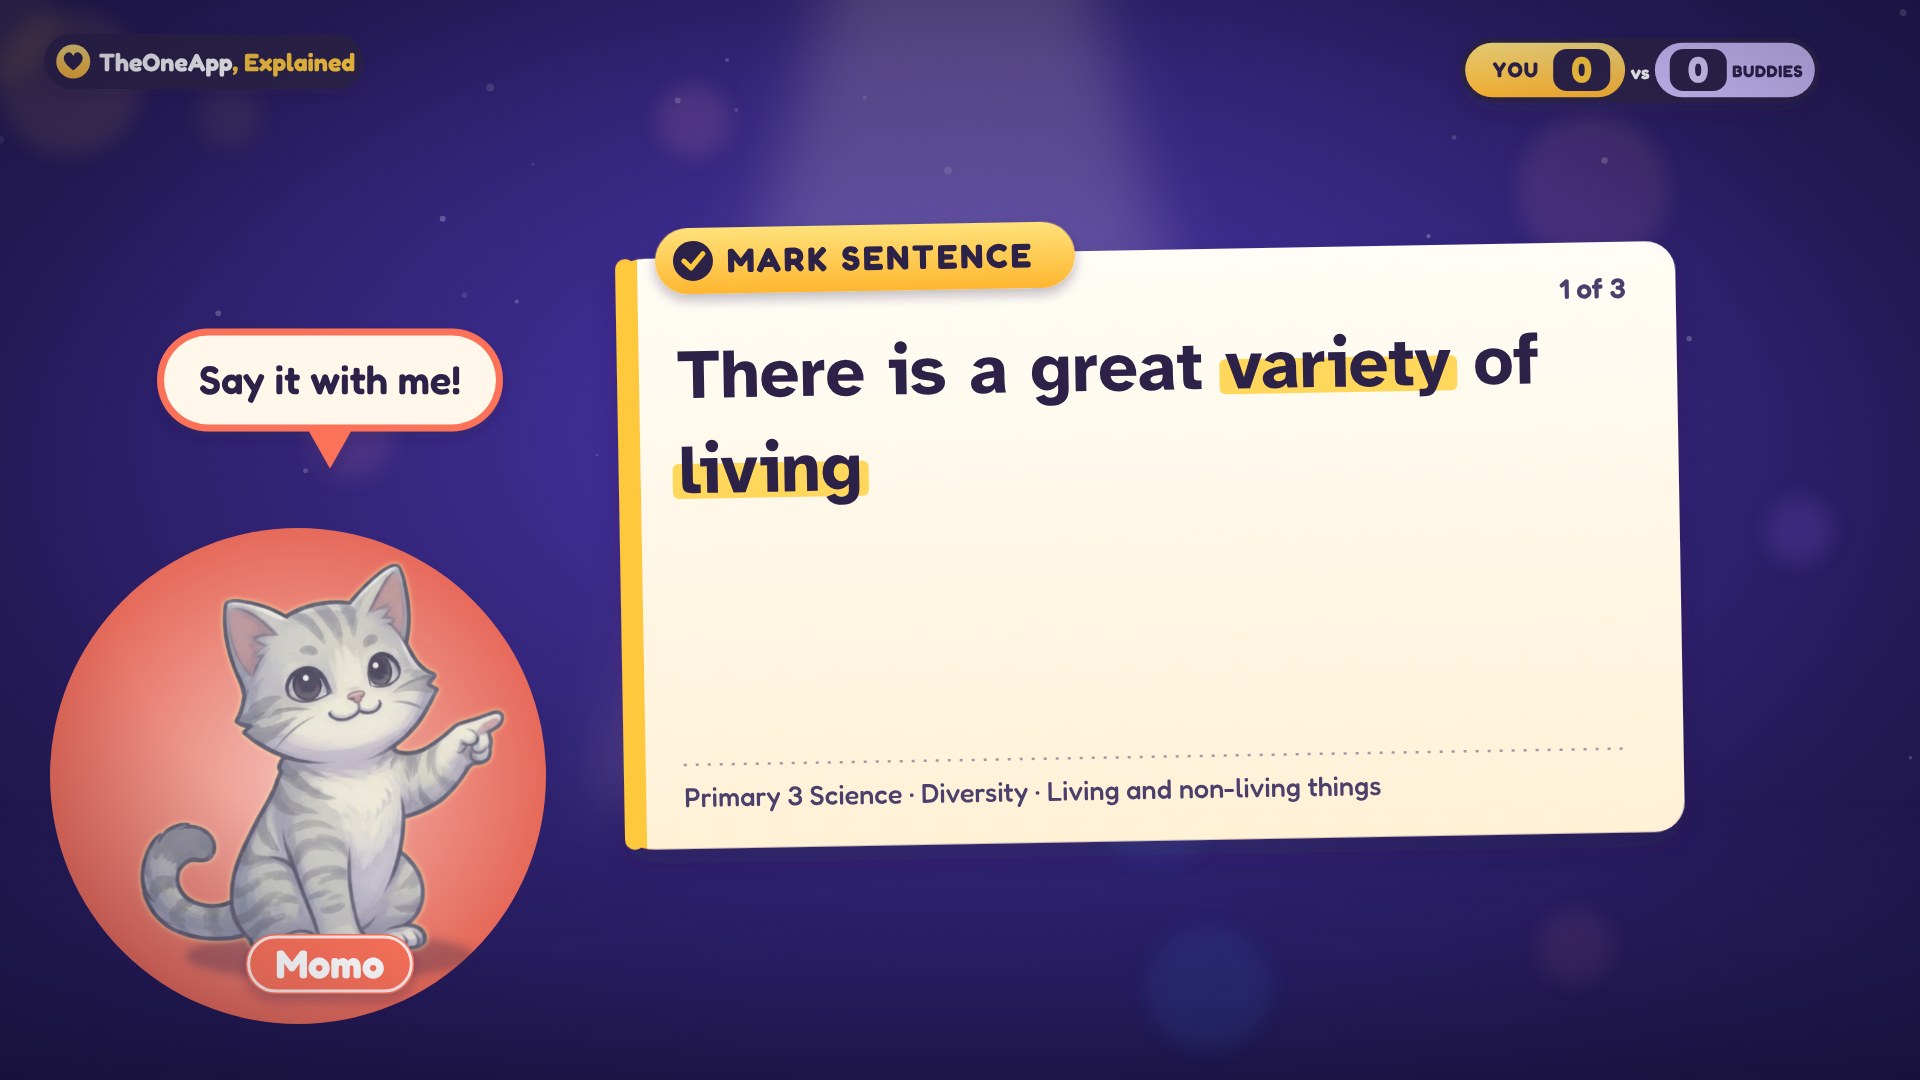 TheOneApp, Explained
YOU 0 vs 0 BUDDIES
MARK SENTENCE
1 of 3
There is a great variety of
living
Say it with me!
Primary 3 Science · Diversity · Living and non-living things
Momo